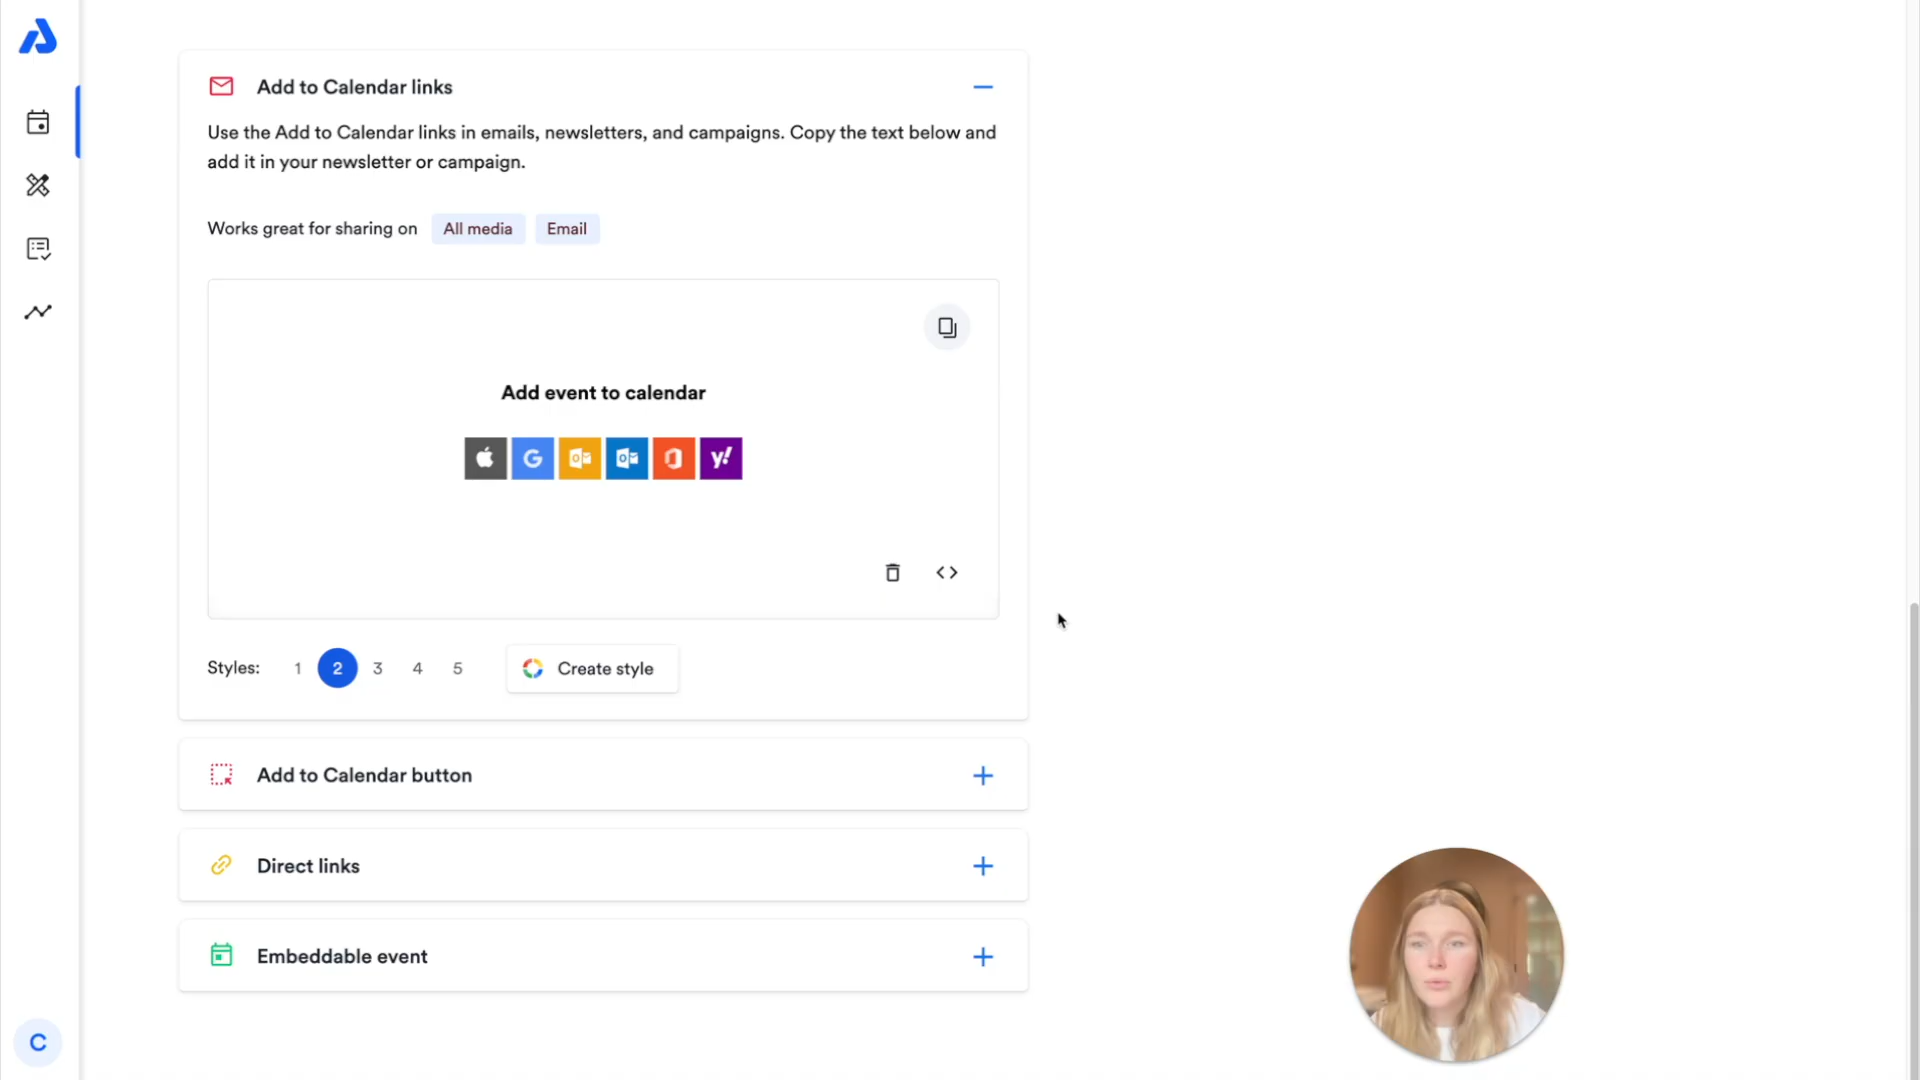 Add to Calendar links
Use the Add to Calendar links in emails, newsletters, and campaigns. Copy the text below and
add it in your newsletter or campaign.
Works great for sharing on All media Email
Add event to calendar
G o o y!
Styles: 1 2 3 4 5 Create style
Add to Calendar button
Direct links
Embeddable event
C